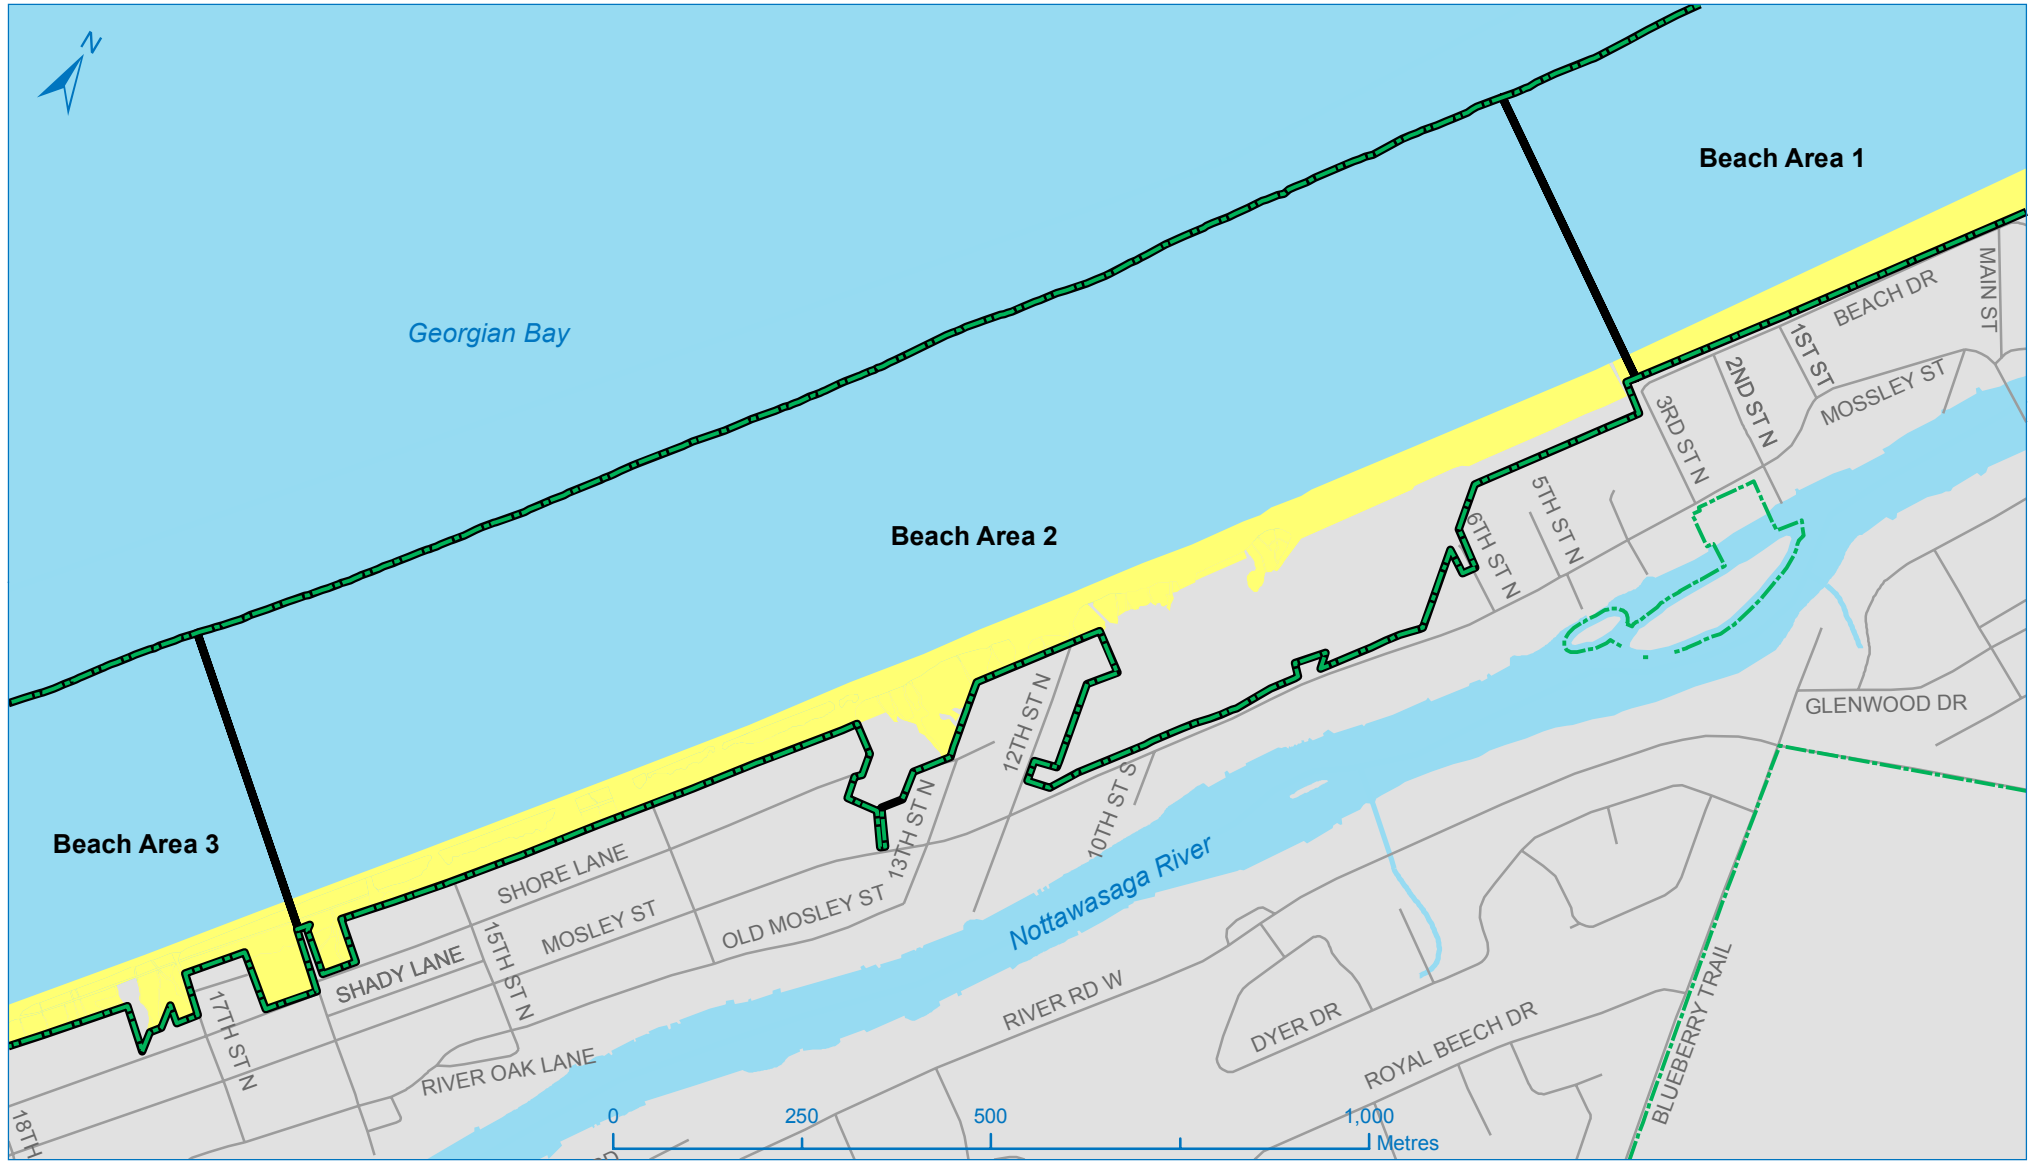 N
Beach Area 1
MAIN ST
BEACH DR
Georgian Bay
1ST ST
2ND ST N
MOSSLEY ST
3RD ST N
5TH ST N
Beach Area 2
6TH ST N
12TH ST N
GLENWOOD DR
10TH ST S
13TH ST N
Beach Area 3
SHORE LANE
Nottawasaga River
MOSLEY ST
OLD MOSLEY ST
15TH ST N
SHADY LANE
RIVER RD W
17TH ST N
DYER DR
BLUEBERRY TRAIL
ROYAL BEECH DR
RIVER OAK LANE
18TH
0 250 500 1,000
Metres